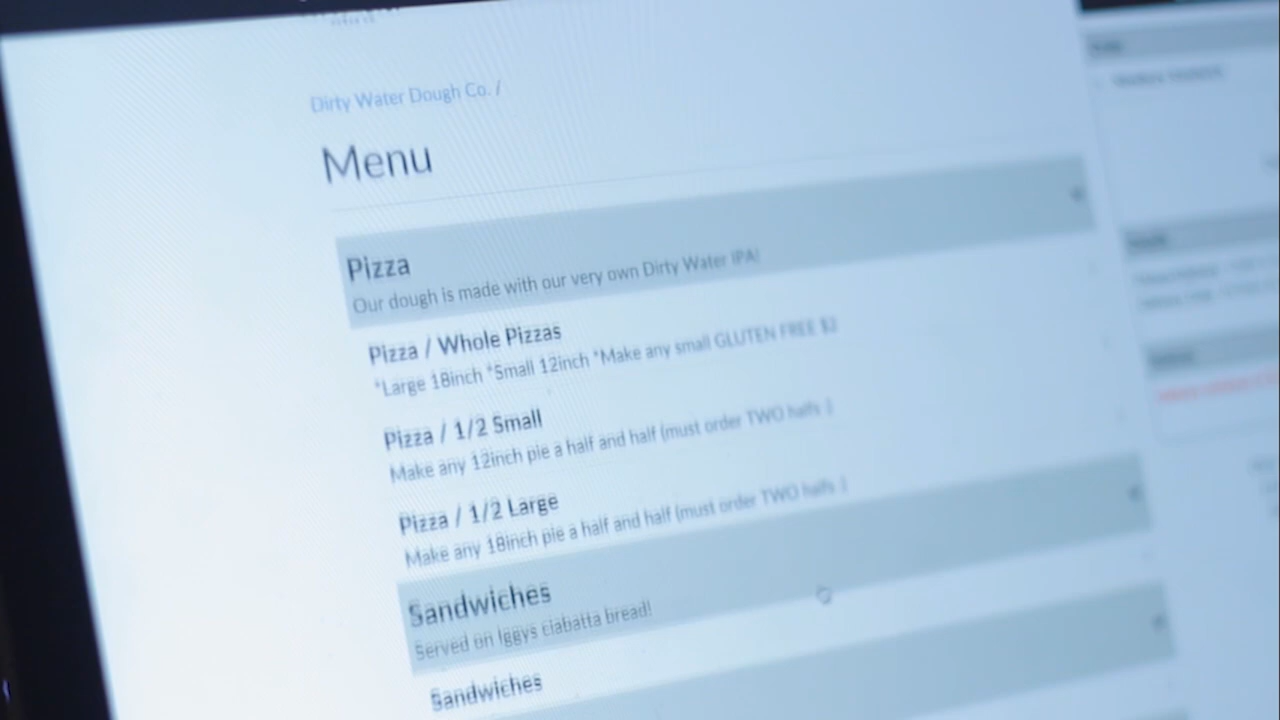 Dirty Water Dough Co. /
Menu
Pizza
Our dough is made with our very own Dirty Water IPA!
Pizza / Whole Pizzas
*Large 18inch *Small 12inch *Make any small GLUTEN FREE $2
Pizza / 1/2 Small
Make any 12inch pie a half and half (must order TWO halfs )
Pizza / 1/2 Large
Make any 18inch pie a half and half (must order TWO halfs )
Sandwiches
Served on Iggys ciabatta bread!
Sandwiches